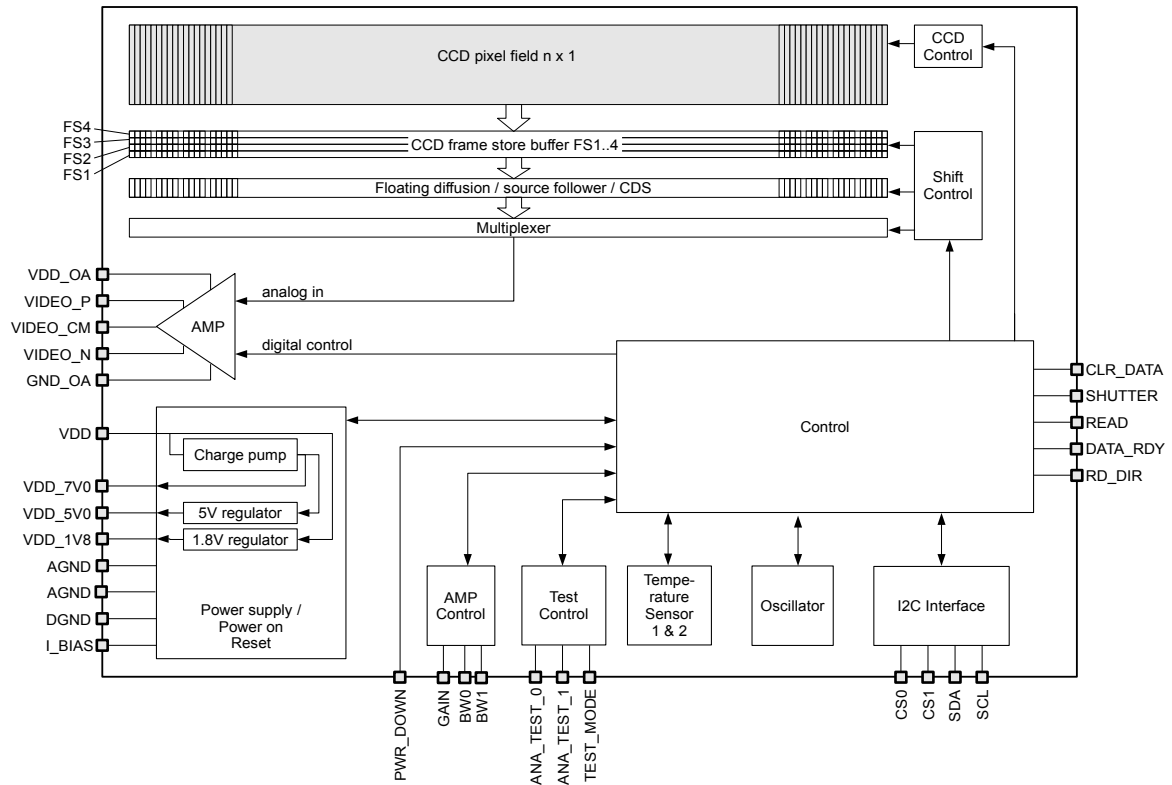 CCD pixel field n x 1
CCD
Control
FS4
FS3
FS2
FS1
CCD frame store buffer FS1..4
Floating diffusion / source follower / CDS
Shift
Control
Multiplexer
VDD_OA
VIDEO_P
VIDEO_CM
VIDEO_N
GND_OA
AMP
analog in
digital control
Control
CLR_DATA
SHUTTER
READ
DATA_RDY
RD_DIR
VDD
VDD_7V0
VDD_5V0
VDD_1V8
AGND
AGND
DGND
I_BIAS
Charge pump
5V regulator
1.8V regulator
Power supply /
Power on
Reset
AMP
Control
Test
Control
Tempe-
rature
Sensor
1 & 2
Oscillator
I2C Interface
PWR_DOWN
GAIN
BW0
BW1
ANA_TEST_0
ANA_TEST_1
TEST_MODE
CS0
CS1
SDA
SCL